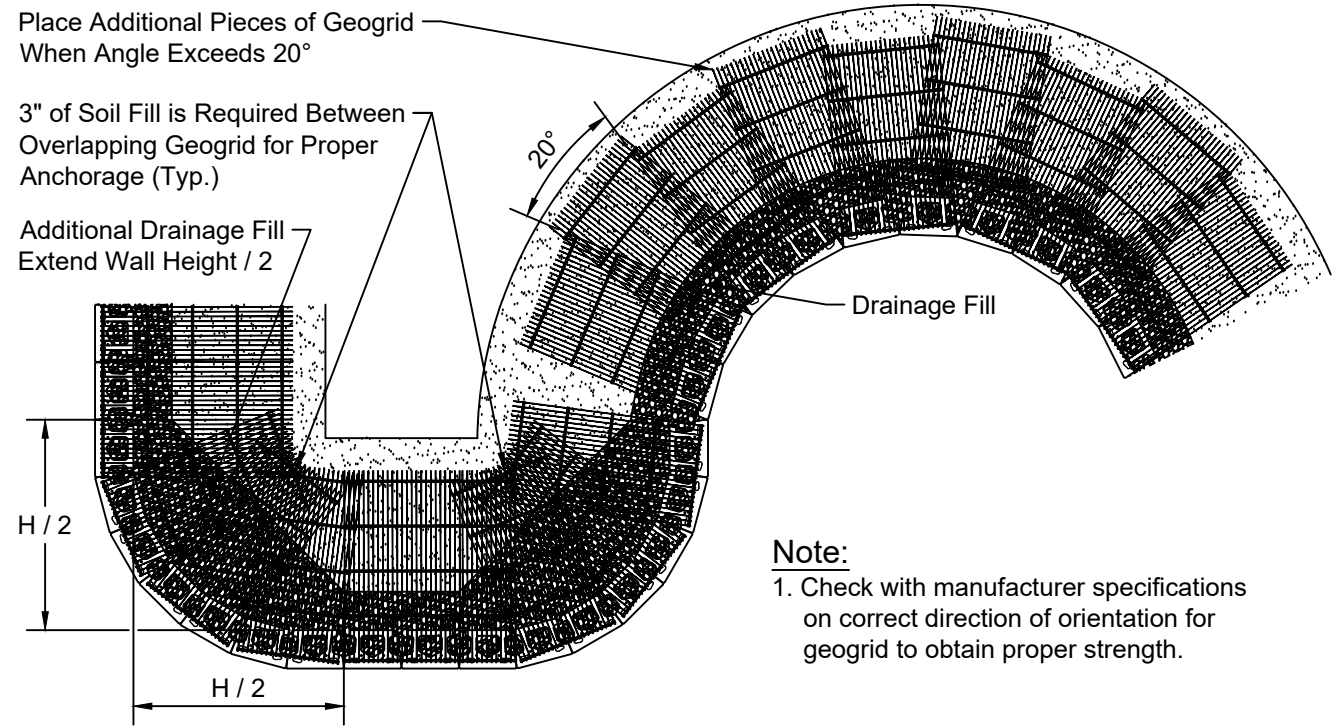 Place Additional Pieces of Geogrid
When Angle Exceeds 20°
3" of Soil Fill is Required Between
Overlapping Geogrid for Proper
Anchorage (Typ.)
Additional Drainage Fill
Extend Wall Height / 2
20°
Drainage Fill
H / 2
H / 2
Note:
1. Check with manufacturer specifications
on correct direction of orientation for
geogrid to obtain proper strength.